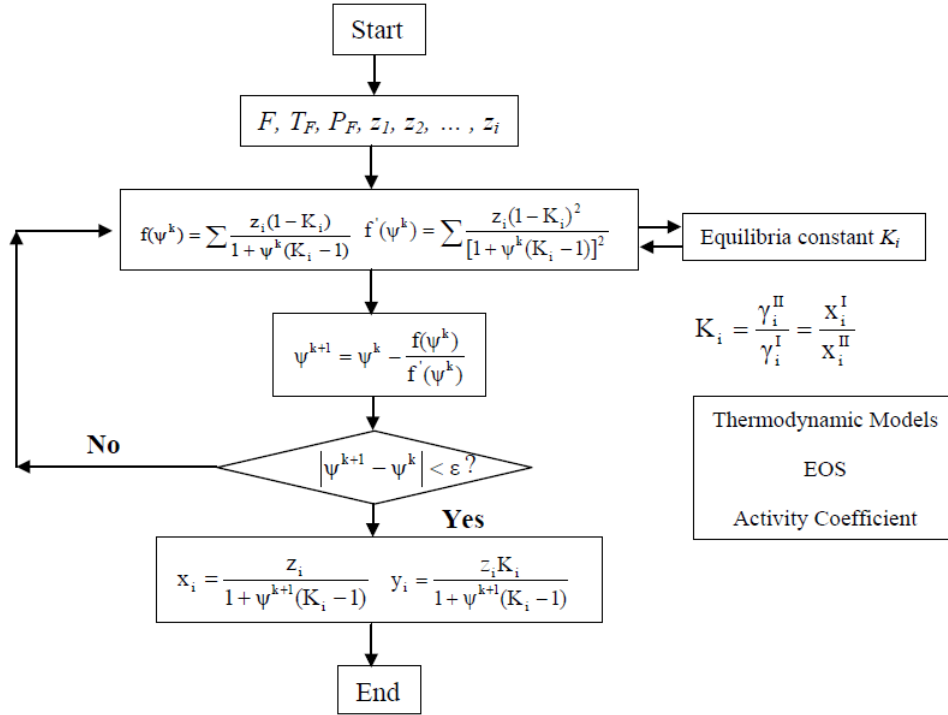 Start
F, T_F, P_F, z_1, z_2, ... , z_i
f(ψ^k) = ∑ z_i(1 − K_i) / 1 + ψ^k(K_i − 1) f'(ψ^k) = ∑ z_i(1 − K_i)^2 / [1 + ψ^k(K_i − 1)]^2
Equilibria constant K_i
ψ^{k+1} = ψ^k − f(ψ^k) / f'(ψ^k)
K_i = γ_i^{II} / γ_i^I = x_i^I / x_i^{II}
No
|ψ^{k+1} − ψ^k| < ε ?
Yes
Thermodynamic Models
EOS
Activity Coefficient
x_i = z_i / 1 + ψ^{k+1}(K_i − 1) y_i = z_i K_i / 1 + ψ^{k+1}(K_i − 1)
End